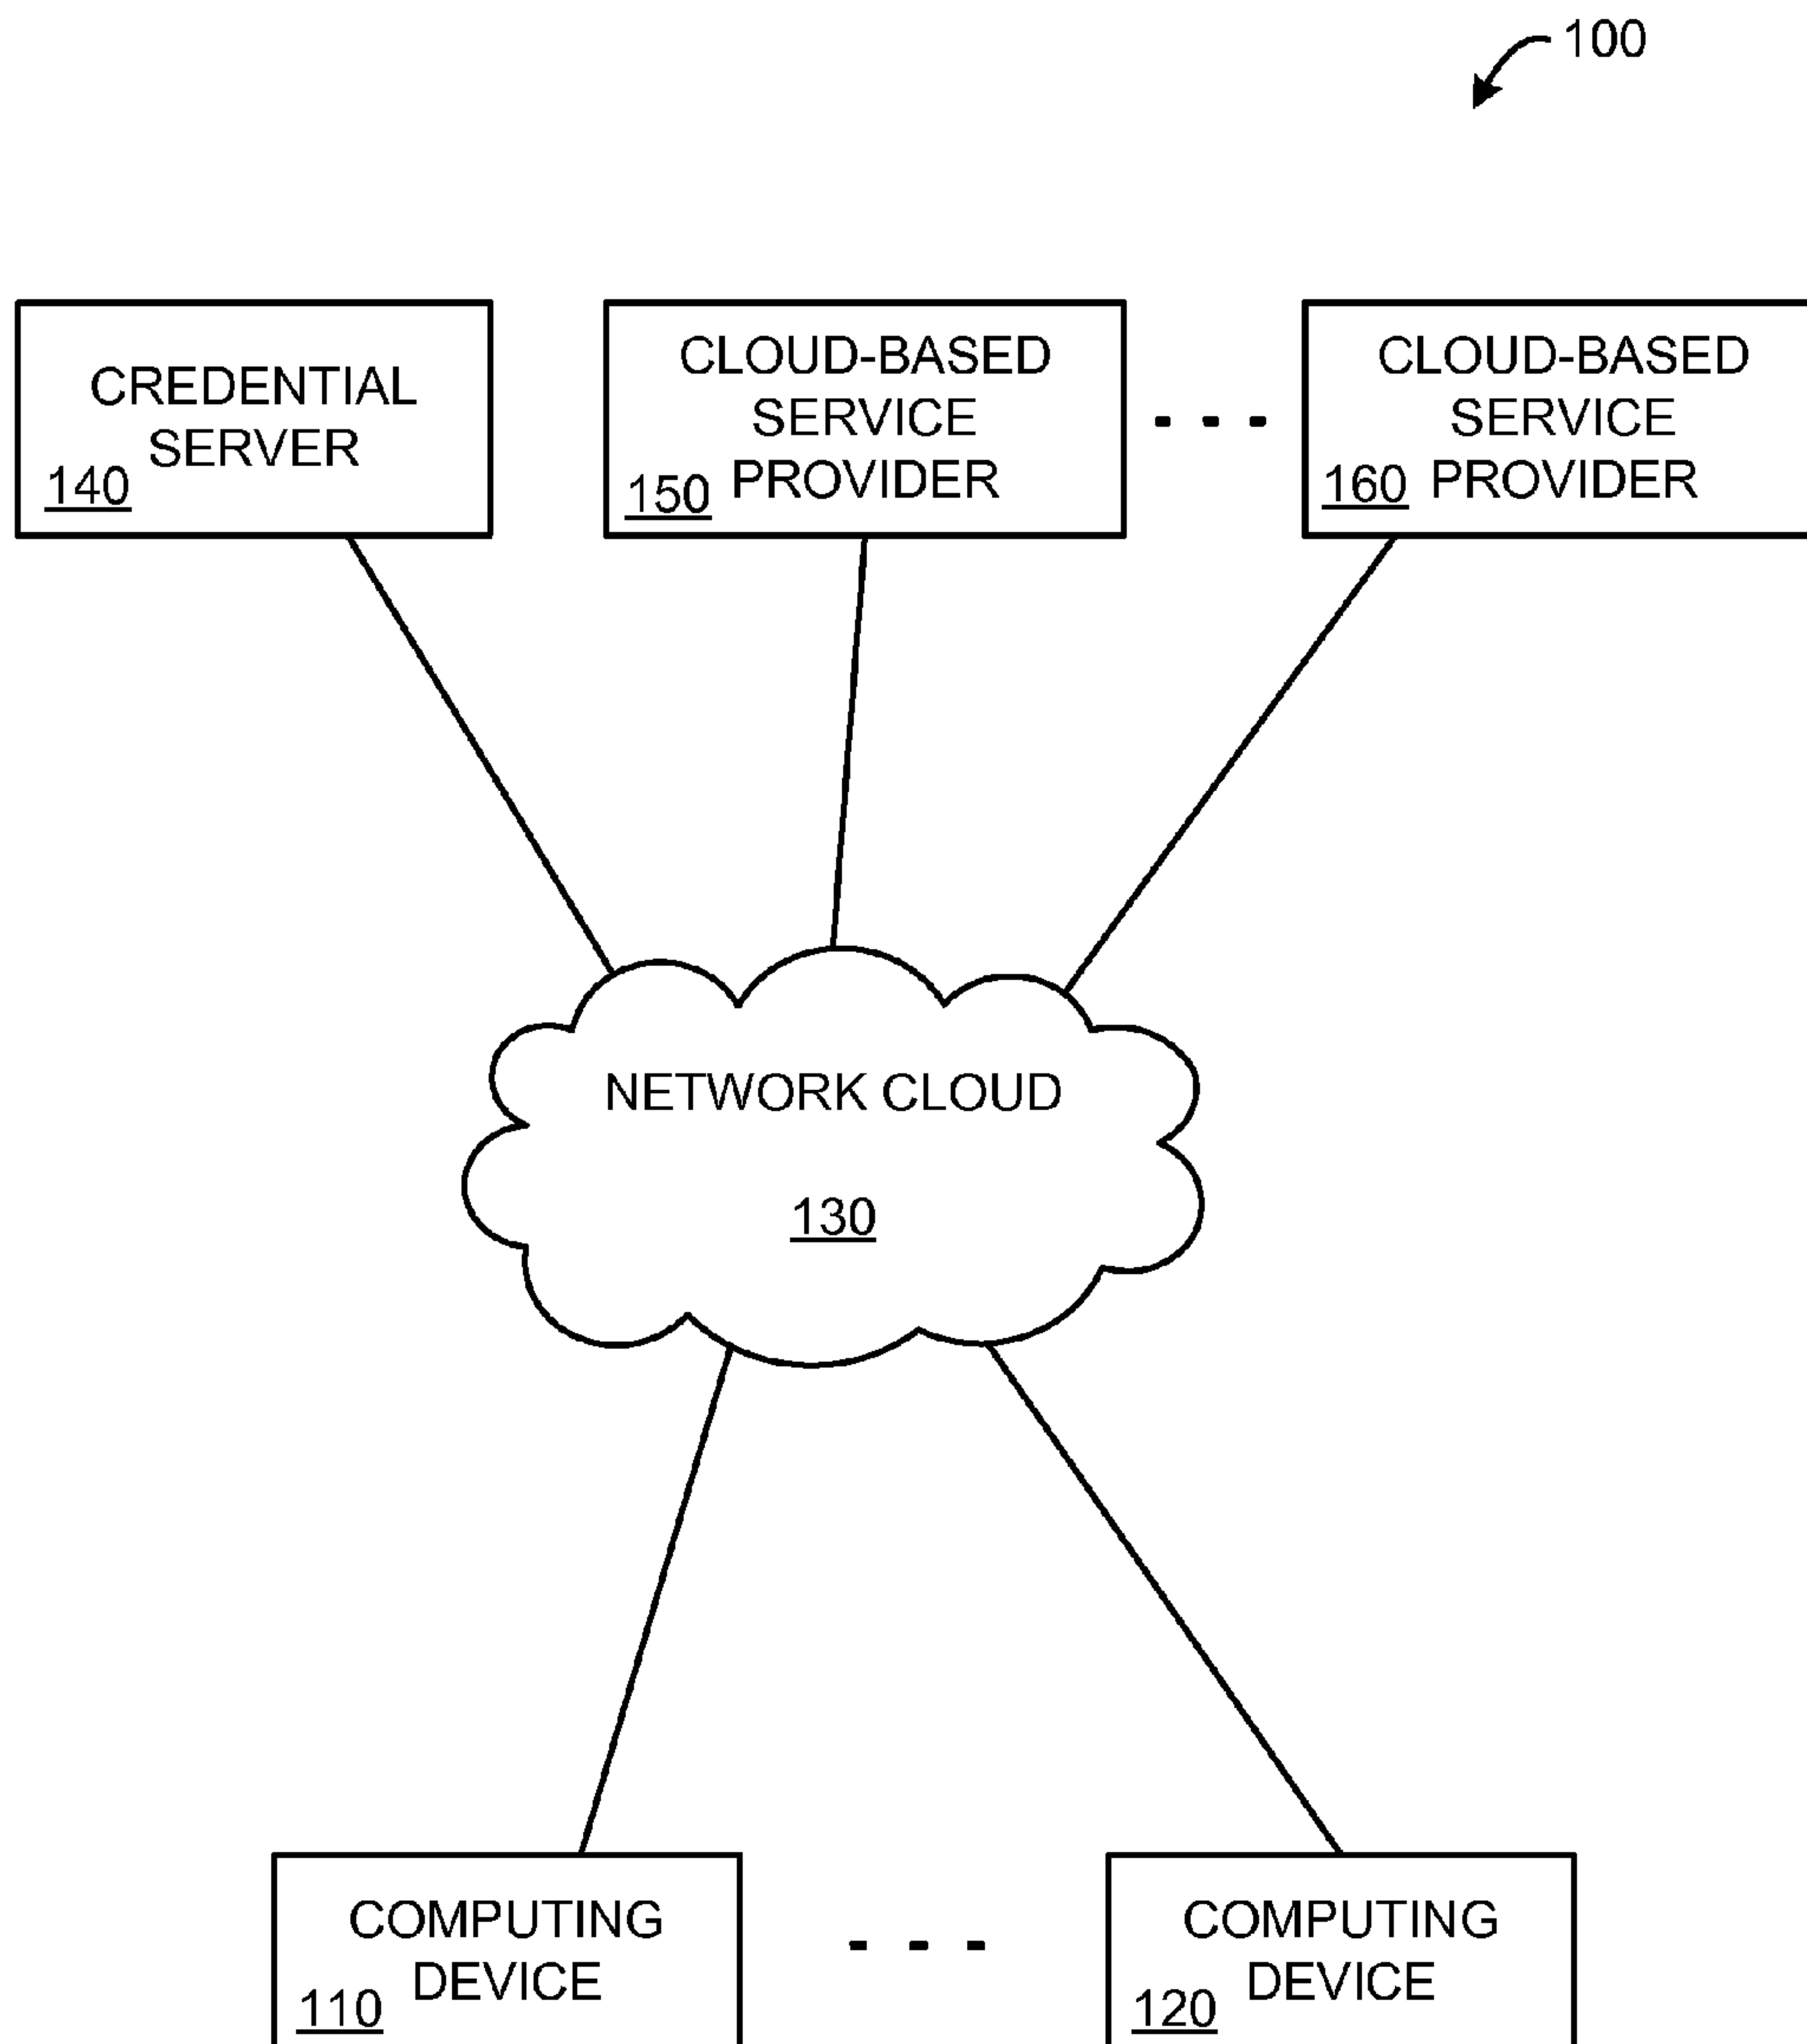 100
CREDENTIAL
SERVER
140
CLOUD-BASED
SERVICE
PROVIDER
150
CLOUD-BASED
SERVICE
PROVIDER
160
NETWORK CLOUD
130
COMPUTING
DEVICE
110
COMPUTING
DEVICE
120